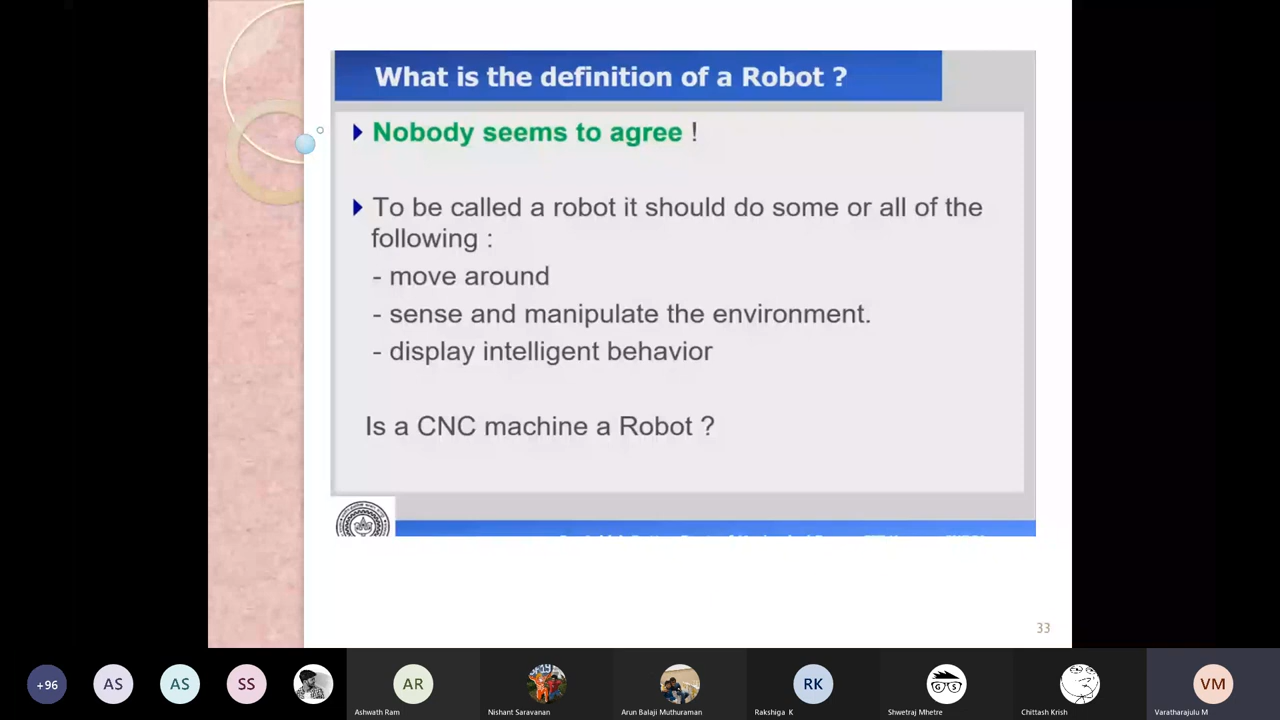 What is the definition of a Robot ?
Nobody seems to agree !
To be called a robot it should do some or all of the
following :
- move around
- sense and manipulate the environment.
- display intelligent behavior
Is a CNC machine a Robot ?
33
+96
AS
AS
SS
AR
RK
GS
VM
Ashwath Ram
Nishant Saravanan
Arun Balaji Muthuraman
Rakshiga K
Shwetraj Mhetre
Chittash Krish
Varatharajulu M